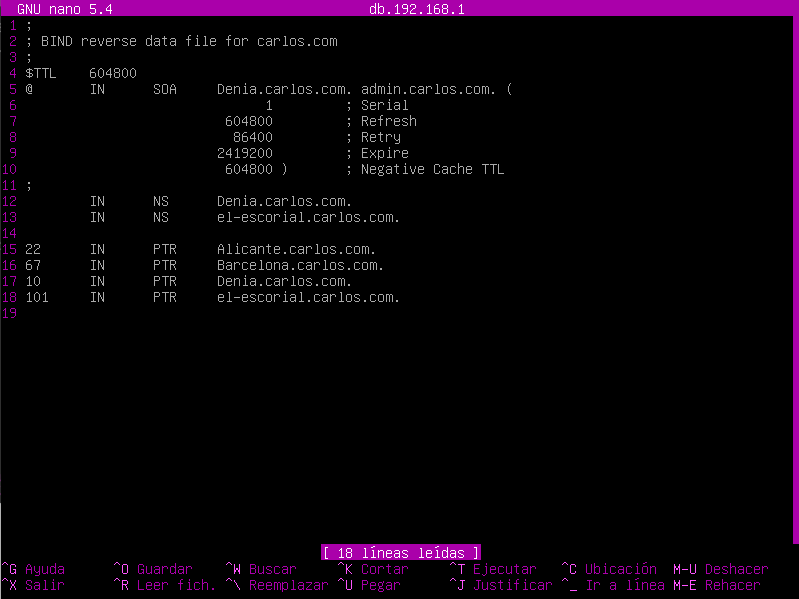 GNU nano 5.4 db.192.168.1
1 ;
2 ; BIND reverse data file for carlos.com
3 ;
4 $TTL 604800
5 @ IN SOA Denia.carlos.com. admin.carlos.com. (
6 1 ; Serial
7 604800 ; Refresh
8 86400 ; Retry
9 2419200 ; Expire
10 604800 ) ; Negative Cache TTL
11 ;
12 IN NS Denia.carlos.com.
13 IN NS el-escorial.carlos.com.
14
15 22 IN PTR Alicante.carlos.com.
16 67 IN PTR Barcelona.carlos.com.
17 10 IN PTR Denia.carlos.com.
18 101 IN PTR el-escorial.carlos.com.
19
[ 18 líneas leídas ]
^G Ayuda ^O Guardar ^W Buscar ^K Cortar ^T Ejecutar ^C Ubicación M-U Deshacer
^X Salir ^R Leer fich. ^\ Reemplazar ^U Pegar ^J Justificar ^_ Ir a línea M-E Rehacer